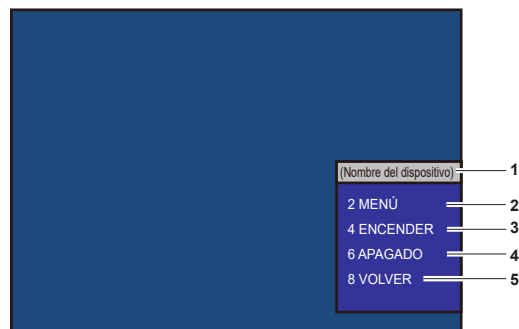 (Nombre del dispositivo) 1
2 MENÚ 2
4 ENCENDER 3
6 APAGADO 4
8 VOLVER 5